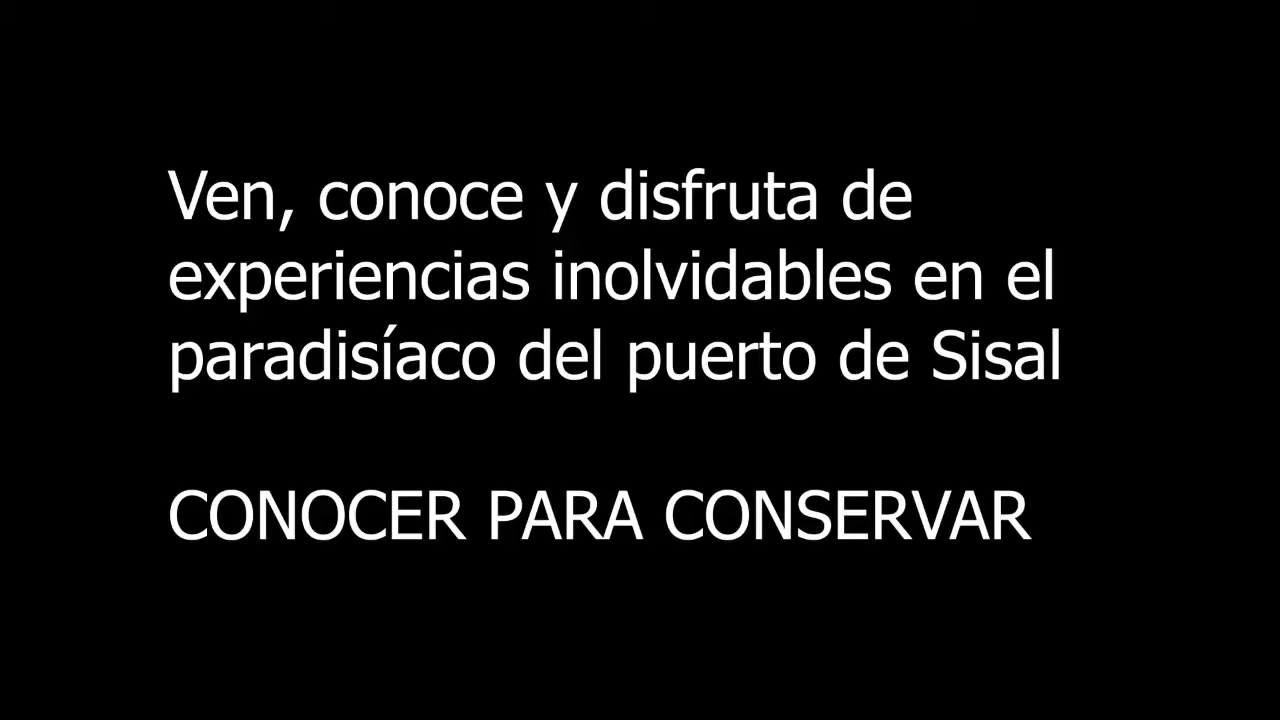 Ven, conoce y disfruta de
experiencias inolvidables en el
paradisíaco del puerto de Sisal
CONOCER PARA CONSERVAR